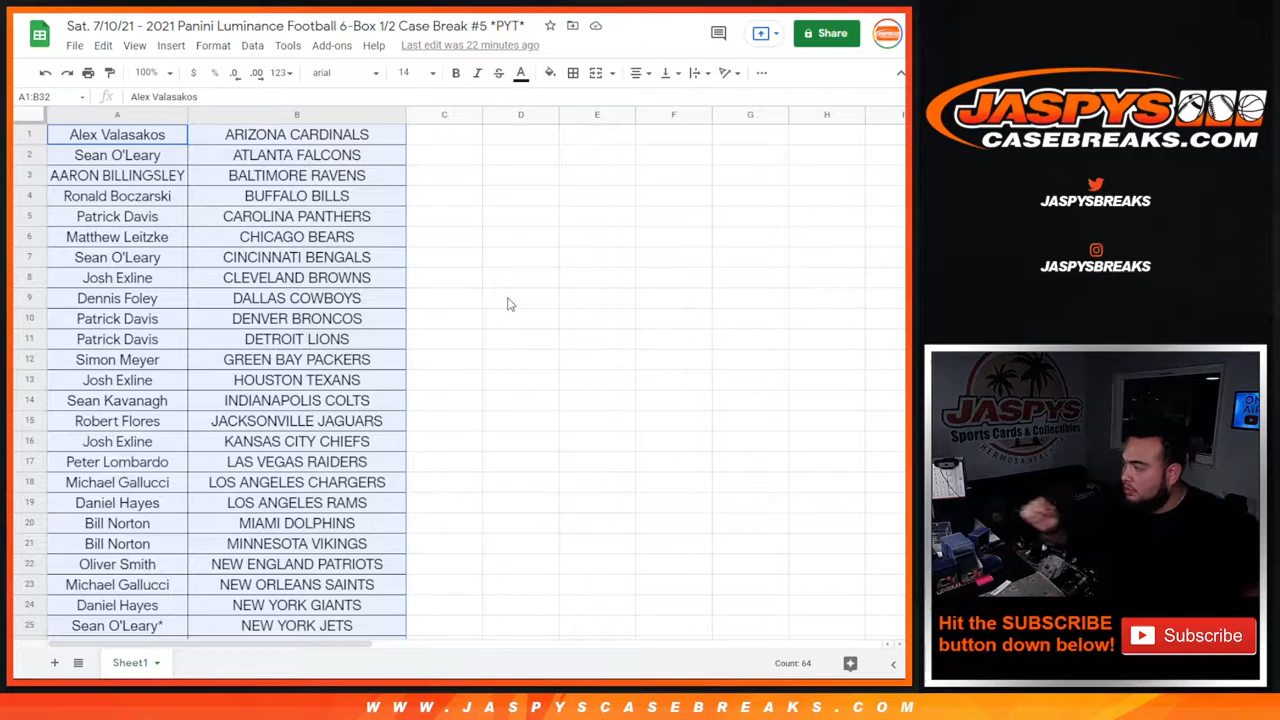 Sat. 7/10/21 - 2021 Panini Luminance Football 6-Box 1/2 Case Break #5 *PYT*
File Edit View Insert Format Data Tools Add-ons Help Last edit was 22 minutes ago
Share
100% $ % .0 .00 123 arial 14 B I S A
A1:B32 fx Alex Valasakos
A B C D E F G H I
1 Alex Valasakos ARIZONA CARDINALS
2 Sean O'Leary ATLANTA FALCONS
3 AARON BILLINGSLEY BALTIMORE RAVENS
4 Ronald Boczarski BUFFALO BILLS
5 Patrick Davis CAROLINA PANTHERS
6 Matthew Leitzke CHICAGO BEARS
7 Sean O'Leary CINCINNATI BENGALS
8 Josh Exline CLEVELAND BROWNS
9 Dennis Foley DALLAS COWBOYS
10 Patrick Davis DENVER BRONCOS
11 Patrick Davis DETROIT LIONS
12 Simon Meyer GREEN BAY PACKERS
13 Josh Exline HOUSTON TEXANS
14 Sean Kavanagh INDIANAPOLIS COLTS
15 Robert Flores JACKSONVILLE JAGUARS
16 Josh Exline KANSAS CITY CHIEFS
17 Peter Lombardo LAS VEGAS RAIDERS
18 Michael Gallucci LOS ANGELES CHARGERS
19 Daniel Hayes LOS ANGELES RAMS
20 Bill Norton MIAMI DOLPHINS
21 Bill Norton MINNESOTA VIKINGS
22 Oliver Smith NEW ENGLAND PATRIOTS
23 Michael Gallucci NEW ORLEANS SAINTS
24 Daniel Hayes NEW YORK GIANTS
25 Sean O'Leary* NEW YORK JETS
Sheet1
Count: 64
JASPYS
CASEBREAKS.COM
JASPYSBREAKS
JASPYSBREAKS
JASPYS
Sports Cards & Collectibles
HERMOSA BEACH
ON
AIR
Hit the SUBSCRIBE
button down below!
Subscribe
WWW.JASPYSCASEBREAKS.COM